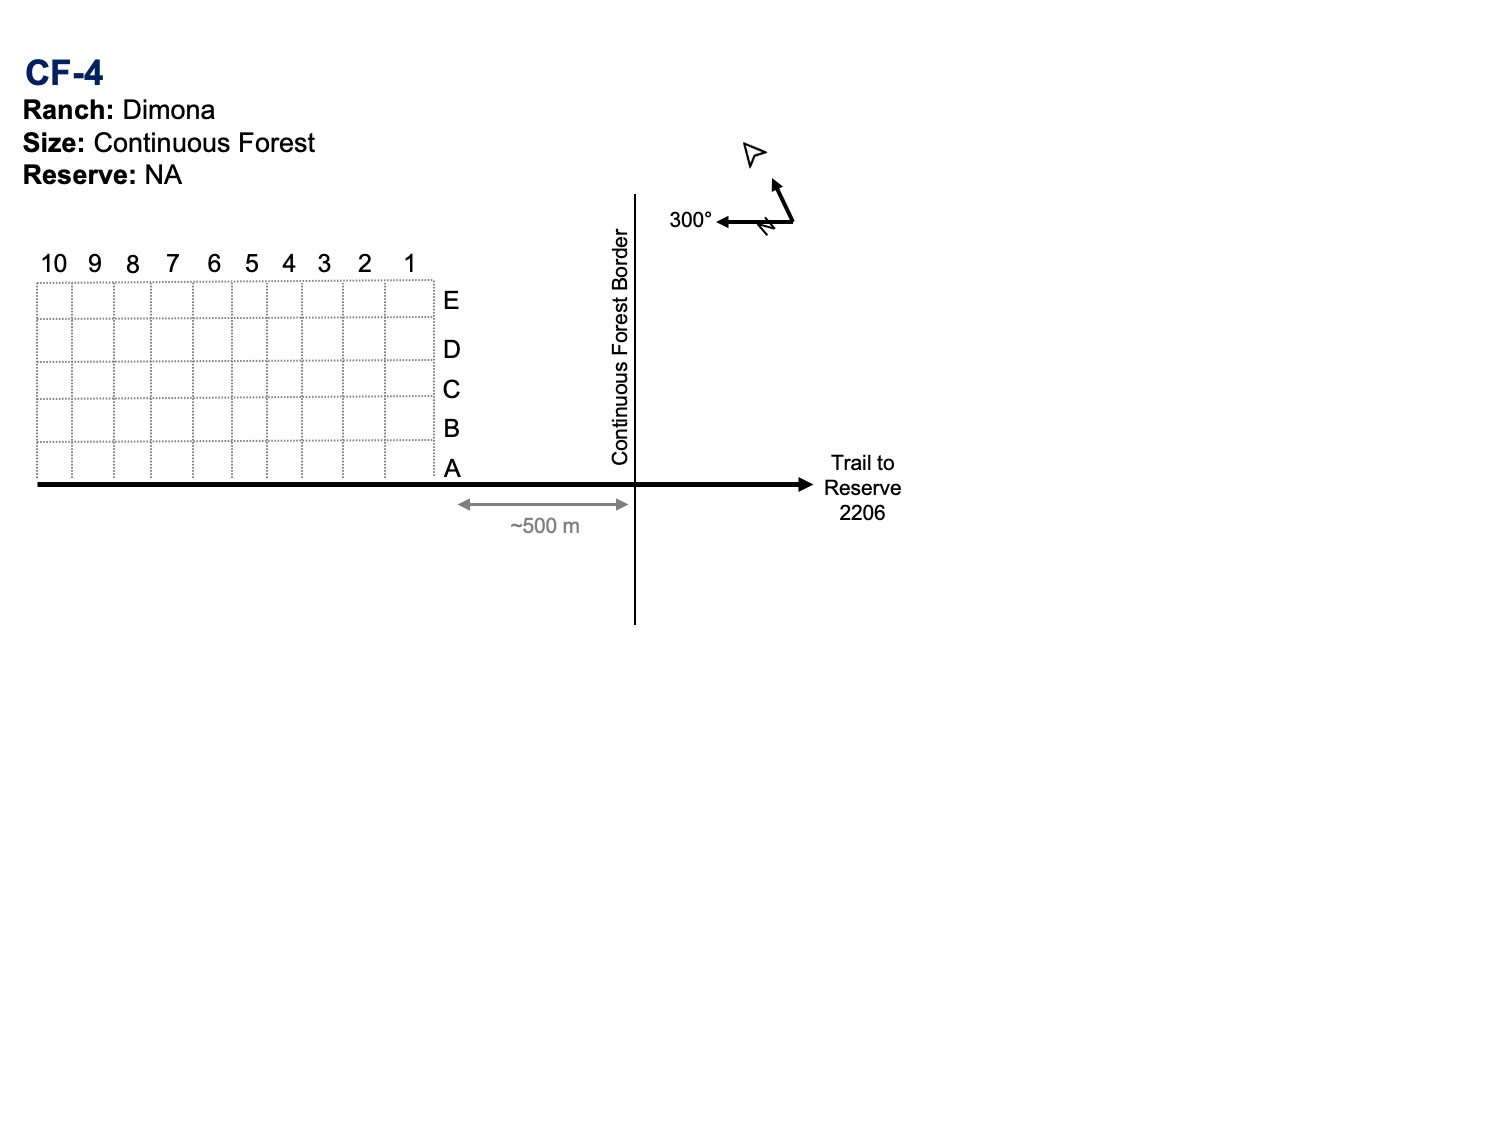 CF-4
Ranch: Dimona
Size: Continuous Forest
Reserve: NA
300°
N
Continuous Forest Border
10 9 8 7 6 5 4 3 2 1
E
D
C
B
A
Trail to
Reserve
2206
~500 m